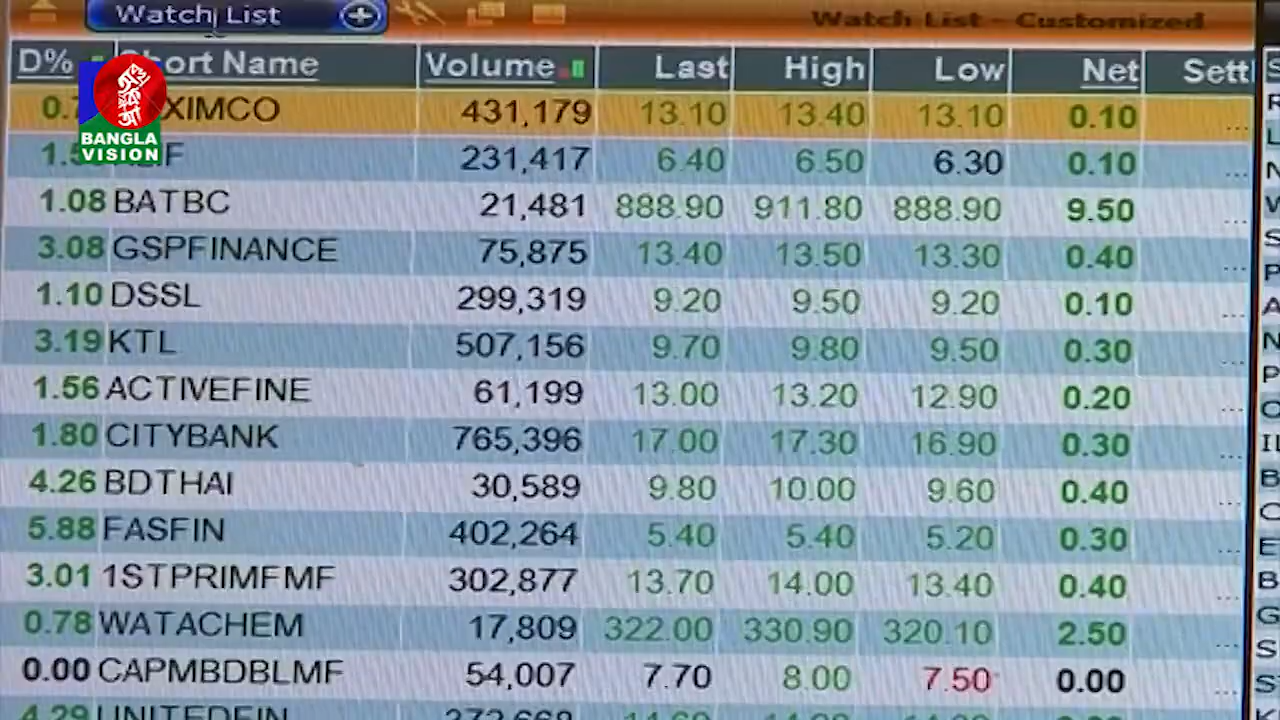 Watch List
Watch List - Customized
D% Short Name Volume Last High Low Net Settl
XIMCO 431,179 13.10 13.40 13.10 0.10 ...
F 231,417 6.40 6.50 6.30 0.10 ...
1.08 BATBC 21,481 888.90 911.80 888.90 9.50 ...
3.08 GSPFINANCE 75,875 13.40 13.50 13.30 0.40 ...
1.10 DSSL 299,319 9.20 9.50 9.20 0.10 ...
3.19 KTL 507,156 9.70 9.80 9.50 0.30 ...
1.56 ACTIVEFINE 61,199 13.00 13.20 12.90 0.20 ...
1.80 CITYBANK 765,396 17.00 17.30 16.90 0.30 ...
4.26 BDTHAI 30,589 9.80 10.00 9.60 0.40 ...
5.88 FASFIN 402,264 5.40 5.40 5.20 0.30 ...
3.01 1STPRIMFMF 302,877 13.70 14.00 13.40 0.40 ...
0.78 WATACHEM 17,809 322.00 330.90 320.10 2.50 ...
0.00 CAPMBDBLMF 54,007 7.70 8.00 7.50 0.00 ...
4.29 UNITEDFIN 372,668
BANGLA
VISION